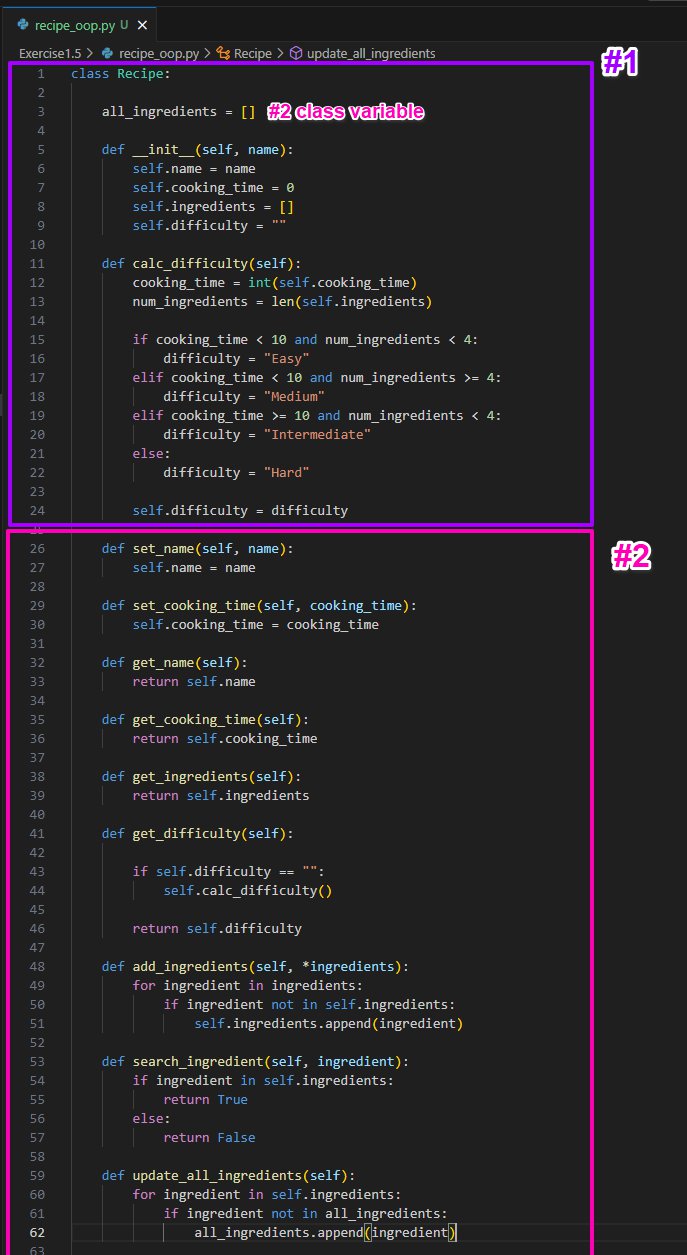 recipe_oop.py U ×
Exercise1.5 > recipe_oop.py > Recipe > update_all_ingredients
#1
1 class Recipe:
2
3     all_ingredients = [] #2 class variable
4
5     def __init__(self, name):
6         self.name = name
7         self.cooking_time = 0
8         self.ingredients = []
9         self.difficulty = ""
10
11     def calc_difficulty(self):
12         cooking_time = int(self.cooking_time)
13         num_ingredients = len(self.ingredients)
14
15         if cooking_time < 10 and num_ingredients < 4:
16             difficulty = "Easy"
17         elif cooking_time < 10 and num_ingredients >= 4:
18             difficulty = "Medium"
19         elif cooking_time >= 10 and num_ingredients < 4:
20             difficulty = "Intermediate"
21         else:
22             difficulty = "Hard"
23
24         self.difficulty = difficulty
25
#2
26     def set_name(self, name):
27         self.name = name
28
29     def set_cooking_time(self, cooking_time):
30         self.cooking_time = cooking_time
31
32     def get_name(self):
33         return self.name
34
35     def get_cooking_time(self):
36         return self.cooking_time
37
38     def get_ingredients(self):
39         return self.ingredients
40
41     def get_difficulty(self):
42
43         if self.difficulty == "":
44             self.calc_difficulty()
45
46         return self.difficulty
47
48     def add_ingredients(self, *ingredients):
49         for ingredient in ingredients:
50             if ingredient not in self.ingredients:
51                 self.ingredients.append(ingredient)
52
53     def search_ingredient(self, ingredient):
54         if ingredient in self.ingredients:
55             return True
56         else:
57             return False
58
59     def update_all_ingredients(self):
60         for ingredient in self.ingredients:
61             if ingredient not in all_ingredients:
62                 all_ingredients.append(ingredient)
63